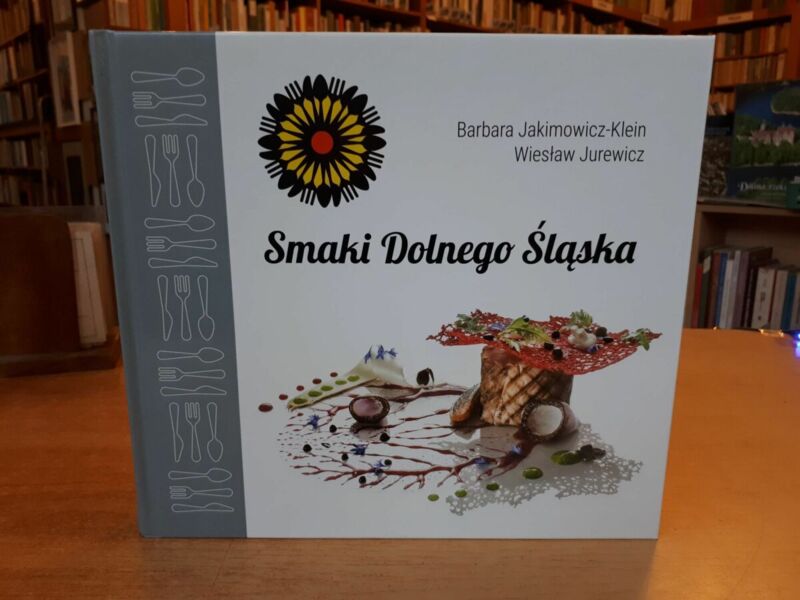 Barbara Jakimowicz-Klein
Wiesław Jurewicz
Smaki Dolnego Śląska